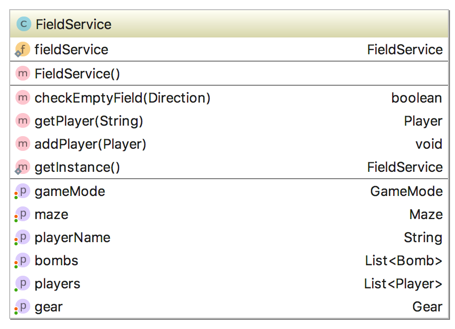 C FieldService
f fieldService FieldService
m FieldService()
m checkEmptyField(Direction) boolean
m getPlayer(String) Player
m addPlayer(Player) void
m getInstance() FieldService
p gameMode GameMode
p maze Maze
p playerName String
p bombs List<Bomb>
p players List<Player>
p gear Gear